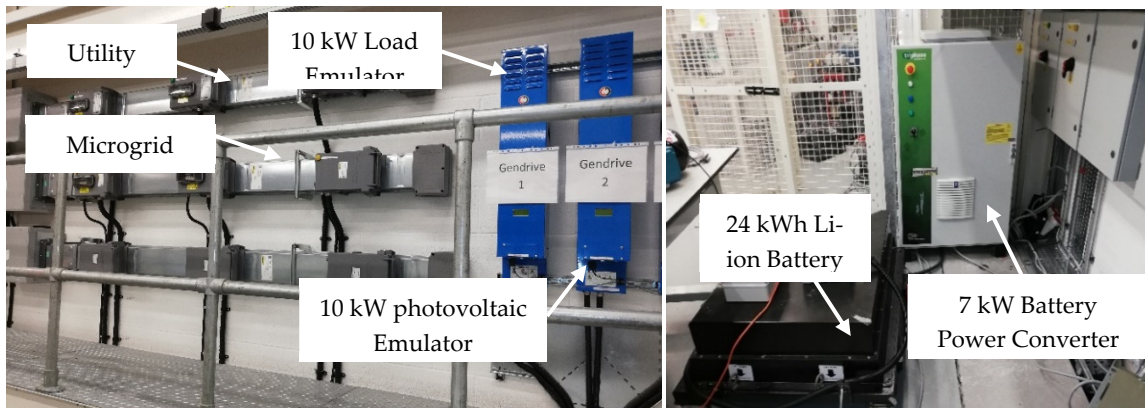 Utility
10 kW Load
Emulator
Microgrid
Gendrive
1
Gendrive
2
10 kW photovoltaic
Emulator
24 kWh Li-
ion Battery
7 kW Battery
Power Converter